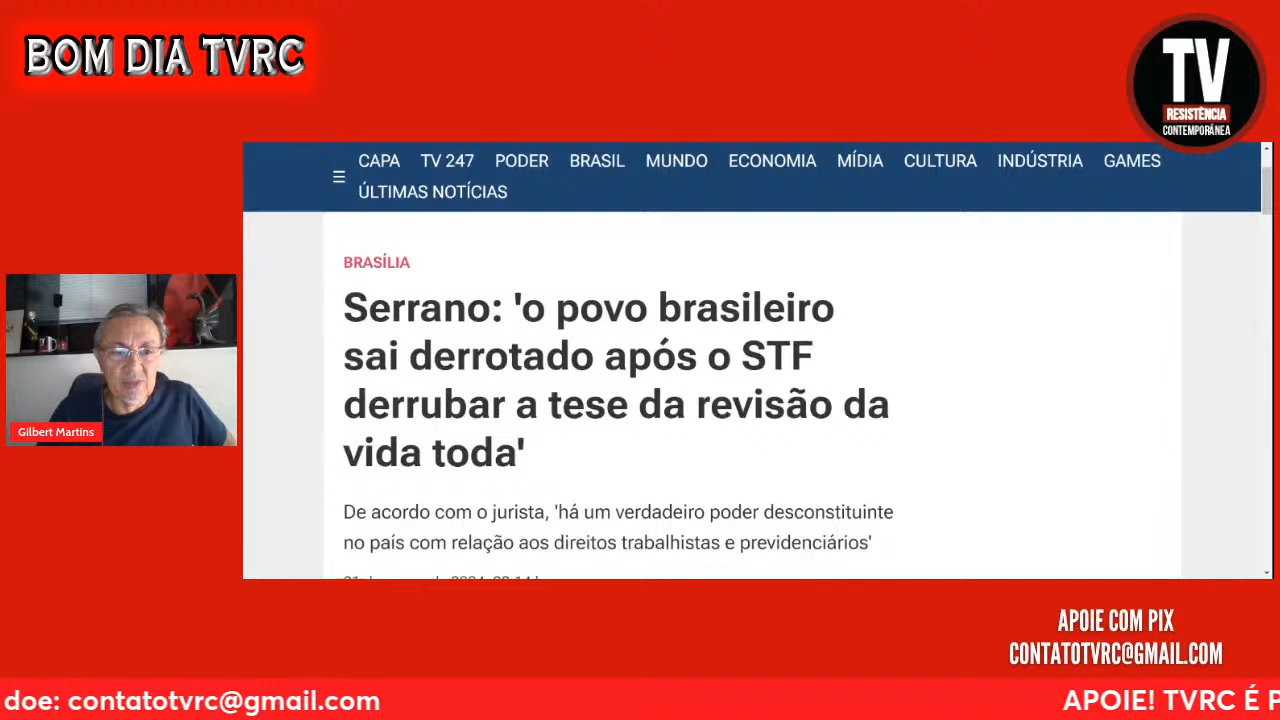 BOM DIA TVRC
TV
RESISTÊNCIA
CONTEMPORÂNEA
CAPA TV 247 PODER BRASIL MUNDO ECONOMIA MÍDIA CULTURA INDÚSTRIA GAMES
ÚLTIMAS NOTÍCIAS
BRASÍLIA
Serrano: 'o povo brasileiro
sai derrotado após o STF
derrubar a tese da revisão da
vida toda'
De acordo com o jurista, 'há um verdadeiro poder desconstituinte
no país com relação aos direitos trabalhistas e previdenciários'
Gilbert Martins
APOIE COM PIX
CONTATOTVRC@GMAIL.COM
doe: contatotvrc@gmail.com
APOIE! TVRC É